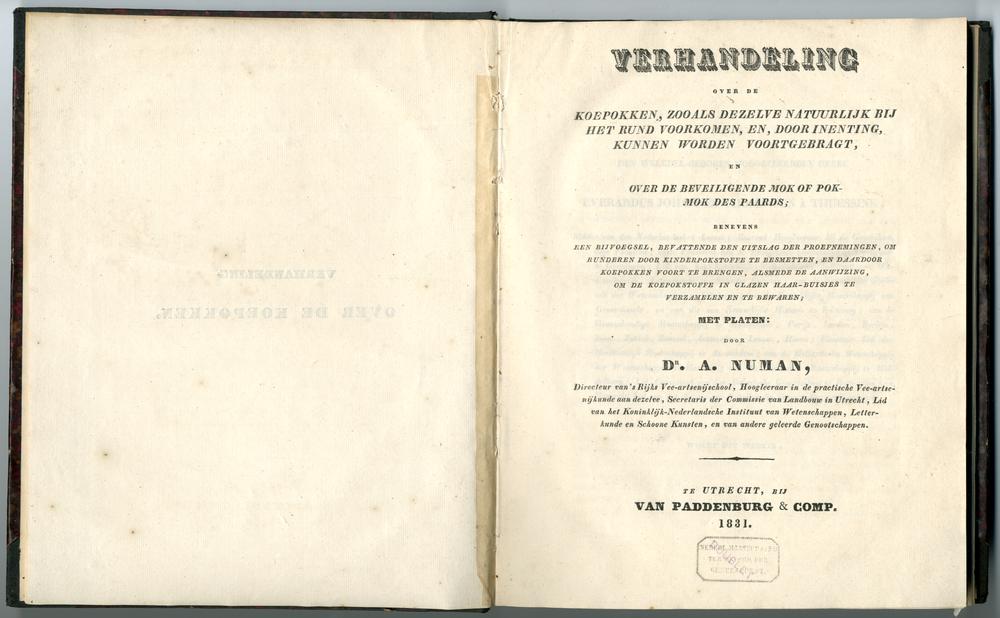 VERHANDELING
OVER DE KOEPOKKEN.
VERHANDELING
OVER DE
KOEPOKKEN, ZOOALS DEZELVE NATUURLIJK BIJ
HET RUND VOORKOMEN, EN, DOOR INENTING,
KUNNEN WORDEN VOORTGEBRAGT,
EN
OVER DE BEVEILIGENDE MOK OF POK-
MOK DES PAARDS;
BENEVENS
EEN BIJVOEGSEL, BEVATTENDE DEN UITSLAG DER PROEFNEMINGEN, OM
RUNDEREN DOOR KINDERPOKSTOFFE TE BESMETTEN, EN DAARDOOR
KOEPOKKEN VOORT TE BRENGEN, ALSMEDE DE AANWIJZING,
OM DE KOEPOKSTOFFE IN GLAZEN HAAR-BUISJES TE
VERZAMELEN EN TE BEWAREN;
MET PLATEN:
DOOR
DR. A. NUMAN,
Directeur van's Rijks Vee-artsenijschool, Hoogleeraar in de practische Vee-artse-
nijkunde aan dezelve, Secretaris der Commissie van Landbouw in Utrecht, Lid
van het Koninklijk-Nederlandsche Instituut van Wetenschappen, Letter-
kunde en Schoone Kunsten, en van andere geleerde Genootschappen.
TE UTRECHT, BIJ
VAN PADDENBURG & COMP.
1831.